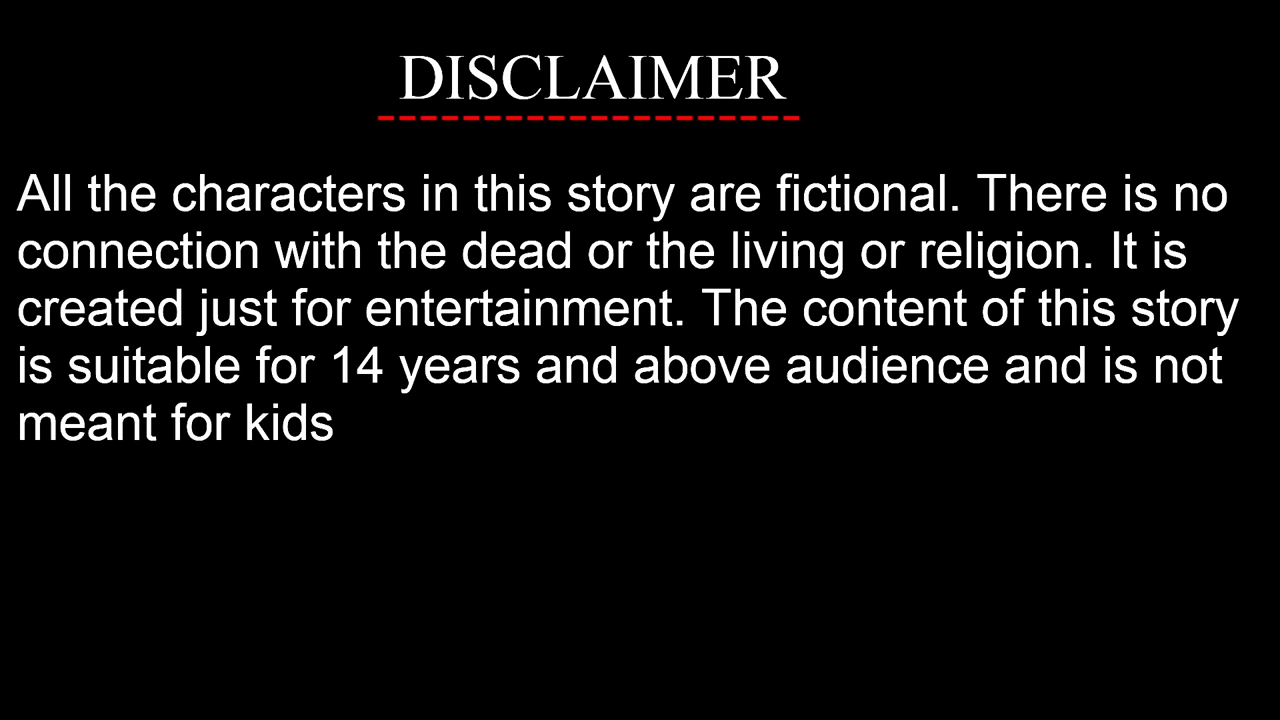 DISCLAIMER
All the characters in this story are fictional. There is no
connection with the dead or the living or religion. It is
created just for entertainment. The content of this story
is suitable for 14 years and above audience and is not
meant for kids